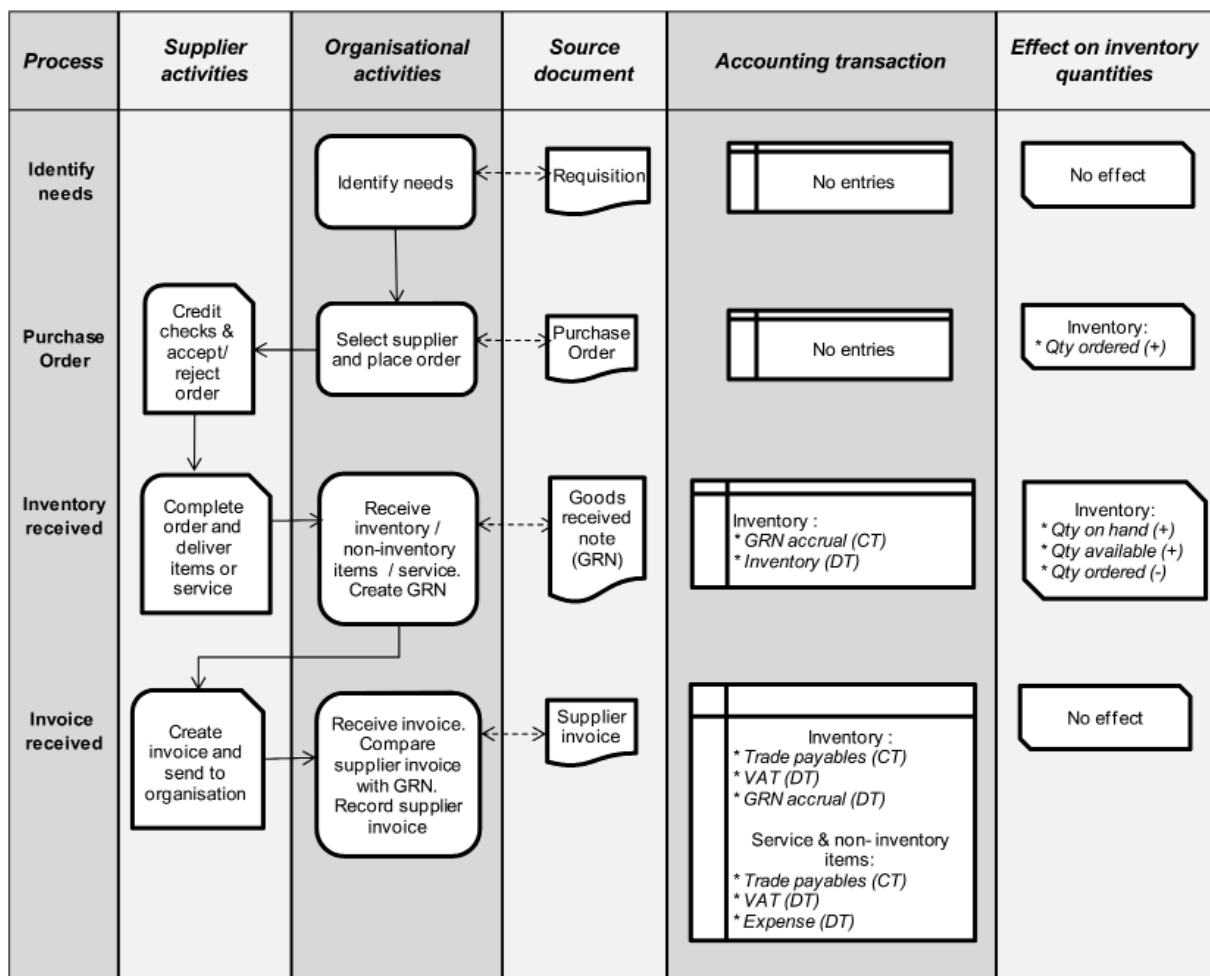 Process
Supplier
activities
Organisational
activities
Source
document
Accounting transaction
Effect on inventory
quantities
Identify
needs
Identify needs
Requisition
No entries
No effect
Purchase
Order
Credit
checks &
accept/
reject
order
Select supplier
and place order
Purchase
Order
No entries
Inventory:
* Qty ordered (+)
Inventory
received
Complete
order and
deliver
items or
service
Receive
inventory /
non-inventory
items / service.
Create GRN
Goods
received
note
(GRN)
Inventory :
* GRN accrual (CT)
* Inventory (DT)
Inventory:
* Qty on hand (+)
* Qty available (+)
* Qty ordered (-)
Invoice
received
Create
invoice and
send to
organisation
Receive invoice.
Compare
supplier invoice
with GRN.
Record supplier
invoice
Supplier
invoice
Inventory :
* Trade payables (CT)
* VAT (DT)
* GRN accrual (DT)
Service & non- inventory
items:
* Trade payables (CT)
* VAT (DT)
* Expense (DT)
No effect